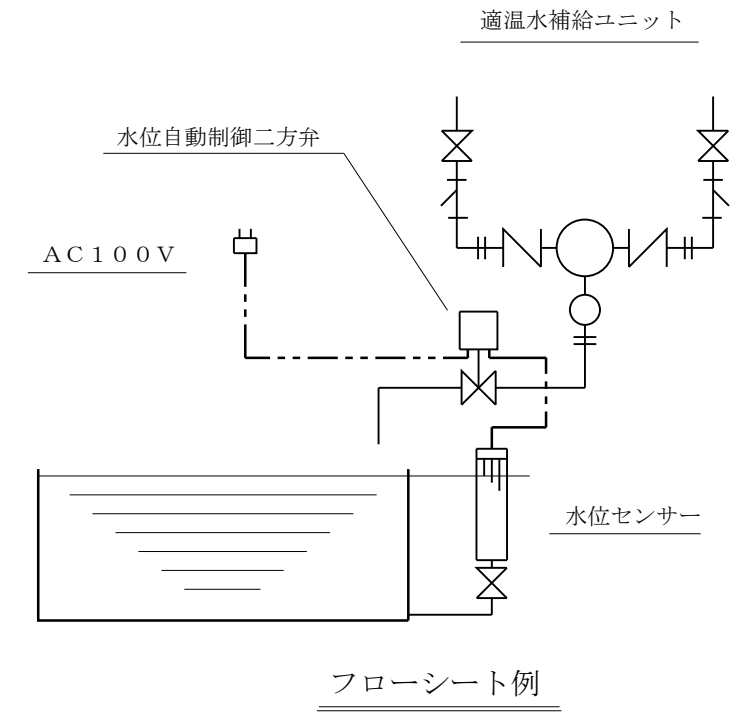 適温水補給ユニット
水位自動制御二方弁
ＡＣ１００Ｖ
水位センサー
フローシート例